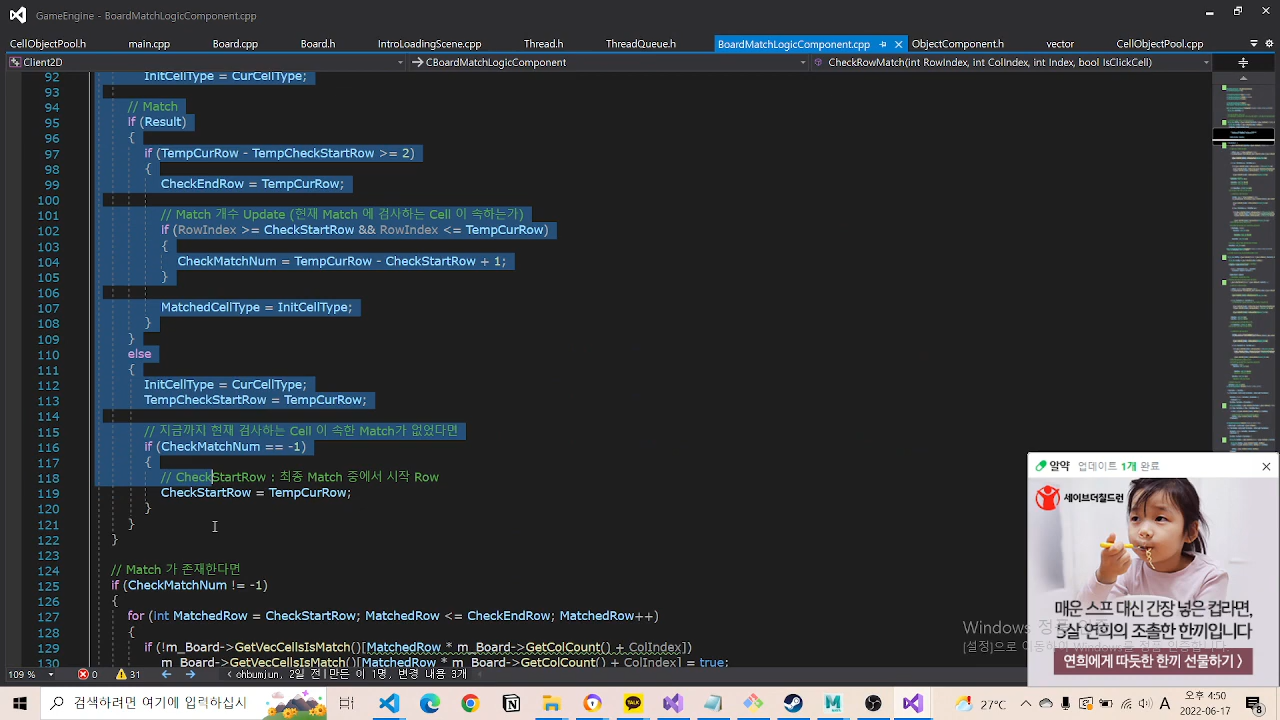 GameEngine - BoardMatchLogicComponent.cpp
CellObjectPool.h main.cpp Board.cpp Board.h IntroLoadingScene.cpp Thread.h ThreadQueue.h BoardMatchLogicComponent.cpp ObjectComponent.h vector CellObjectPool.cpp
Client2D CBoardMatchLogicComponent CheckRowMatch(int RowIndex, int ColIndex, int Index, bool IsClickCell)
92 InitCellType = CurCellType;
93
94 // Match
95 if (Result)
96 {
97 if (TempCurRow - TempCheckStartRow >= 2)
98 {
99 CheckEndRow = TempCurRow;
100
101 // Match 개수 Update (현재 Match 가 조사하는 Cell 이 속하는가 ?
102 if (RowIndex >= CheckStartRow && RowIndex <= TempCurRow)
103 {
104 CheckMatchNum = TempCurRow - CheckStartRow + 1;
105 }
106
107 MatchCellType = InitCellType;
108 }
109 }
110 else
111 {
112 InitCellType = CurCellType;
113 TempCheckStartRow = TempCurRow;
114
115 // 지금까지 현재 검사하는 Cell 이 속한 Match가 없었다면
116 if (CheckMatchNum == -1)
117 {
118 // CheckStartRow : 최종 Match 중에서 시작 Row
119 CheckStartRow = TempCurRow;
120 }
121 }
122 }
123
124 // Match 가 존재한다면
125 if (CheckMatchNum != -1)
126 {
127 for (int MatchedRow = CheckStartRow; MatchedRow <= CheckEndRow; MatchedRow++)
128 {
129 if (!m_Board->m_vecCellsIsMatch[MatchedRow * m_Board->GetColCount() + ColIndex])
130 m_Board->m_vecCellsIsMatch[MatchedRow * m_Board->GetColCount() + ColIndex] = true;
109 % 0 31
알약 업데이트 1개 완료
세이브더칠드런
매운 스프 대신 간장 넣은 컵라면,
5살 연희의 조촐한 한끼입니다
연희에게 따뜻한 한끼 선물하기 >
검색하려면 여기에 입력하십시 TALK 27°C 오후 4:50
2022-06-17